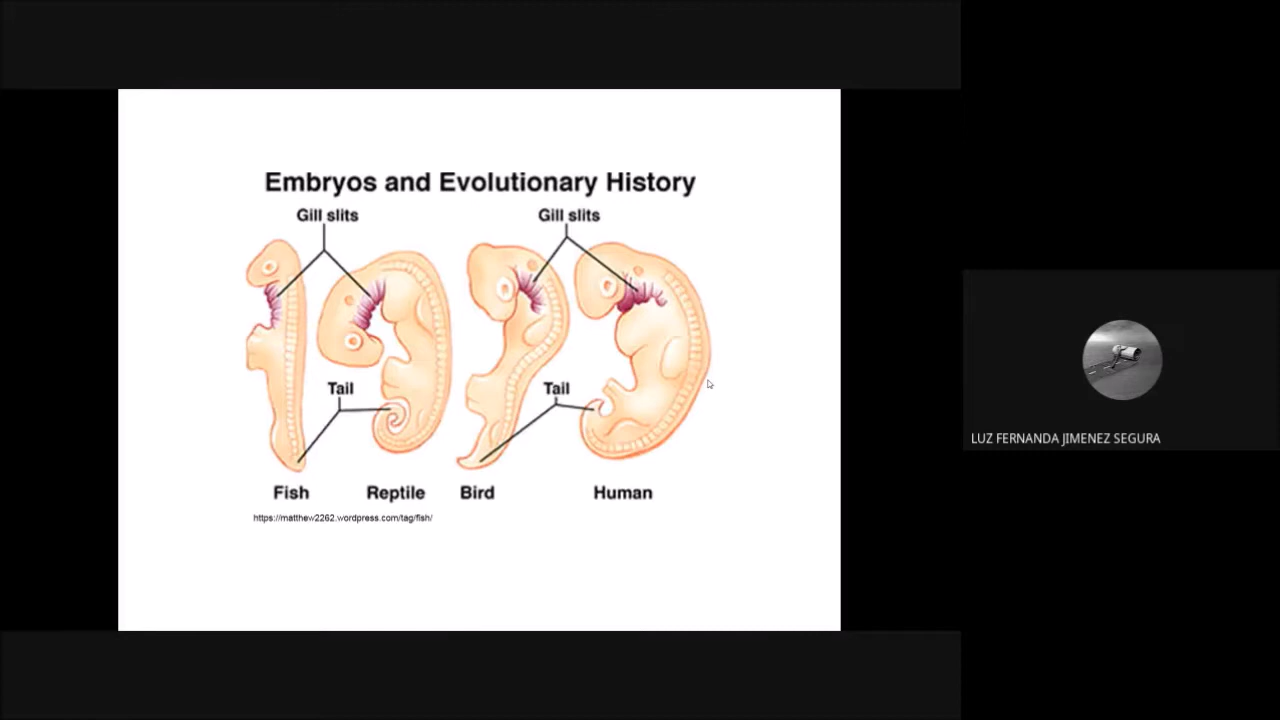 Embryos and Evolutionary History
Gill slits
Gill slits
Tail
Tail
Fish
Reptile
Bird
Human
https://matthew2262.wordpress.com/tag/fish/
LUZ FERNANDA JIMENEZ SEGURA